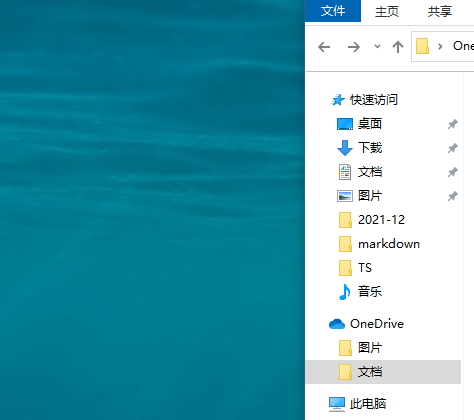 文件 主页 共享
One
快速访问
桌面
下载
文档
图片
2021-12
markdown
TS
音乐
OneDrive
图片
文档
此电脑